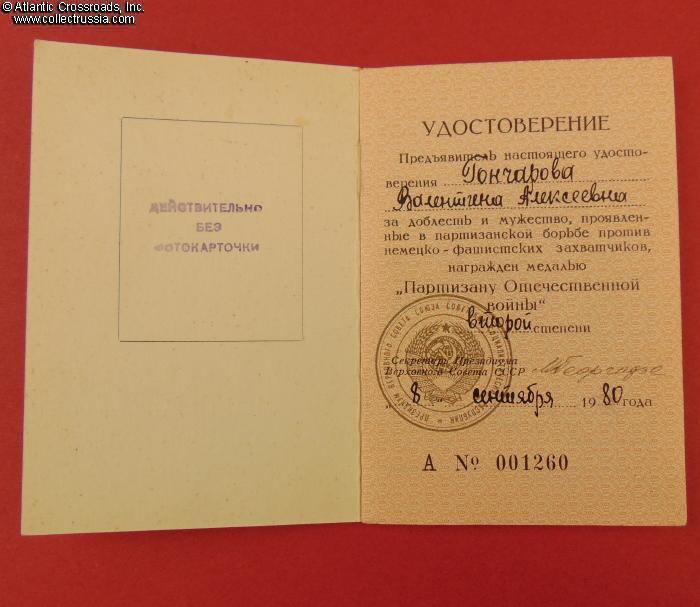 © Atlantic Crossroads, Inc.
www.collectrussia.com
ДЕЙСТВИТЕЛЬНО
БЕЗ
ФОТОКАРТОЧКИ
УДОСТОВЕРЕНИЕ
Предъявитель настоящего удосто-
верения Гончарова
Валентина Алексеевна
за доблесть и мужество, проявлен-
ные в партизанской борьбе против
немецко-фашистских захватчиков,
награжден медалью
„Партизану Отечественной
войны“
второй степени
Секретарь Президиума
Верховного Совета СССР
„8“ сентября 1980 года
А № 001260